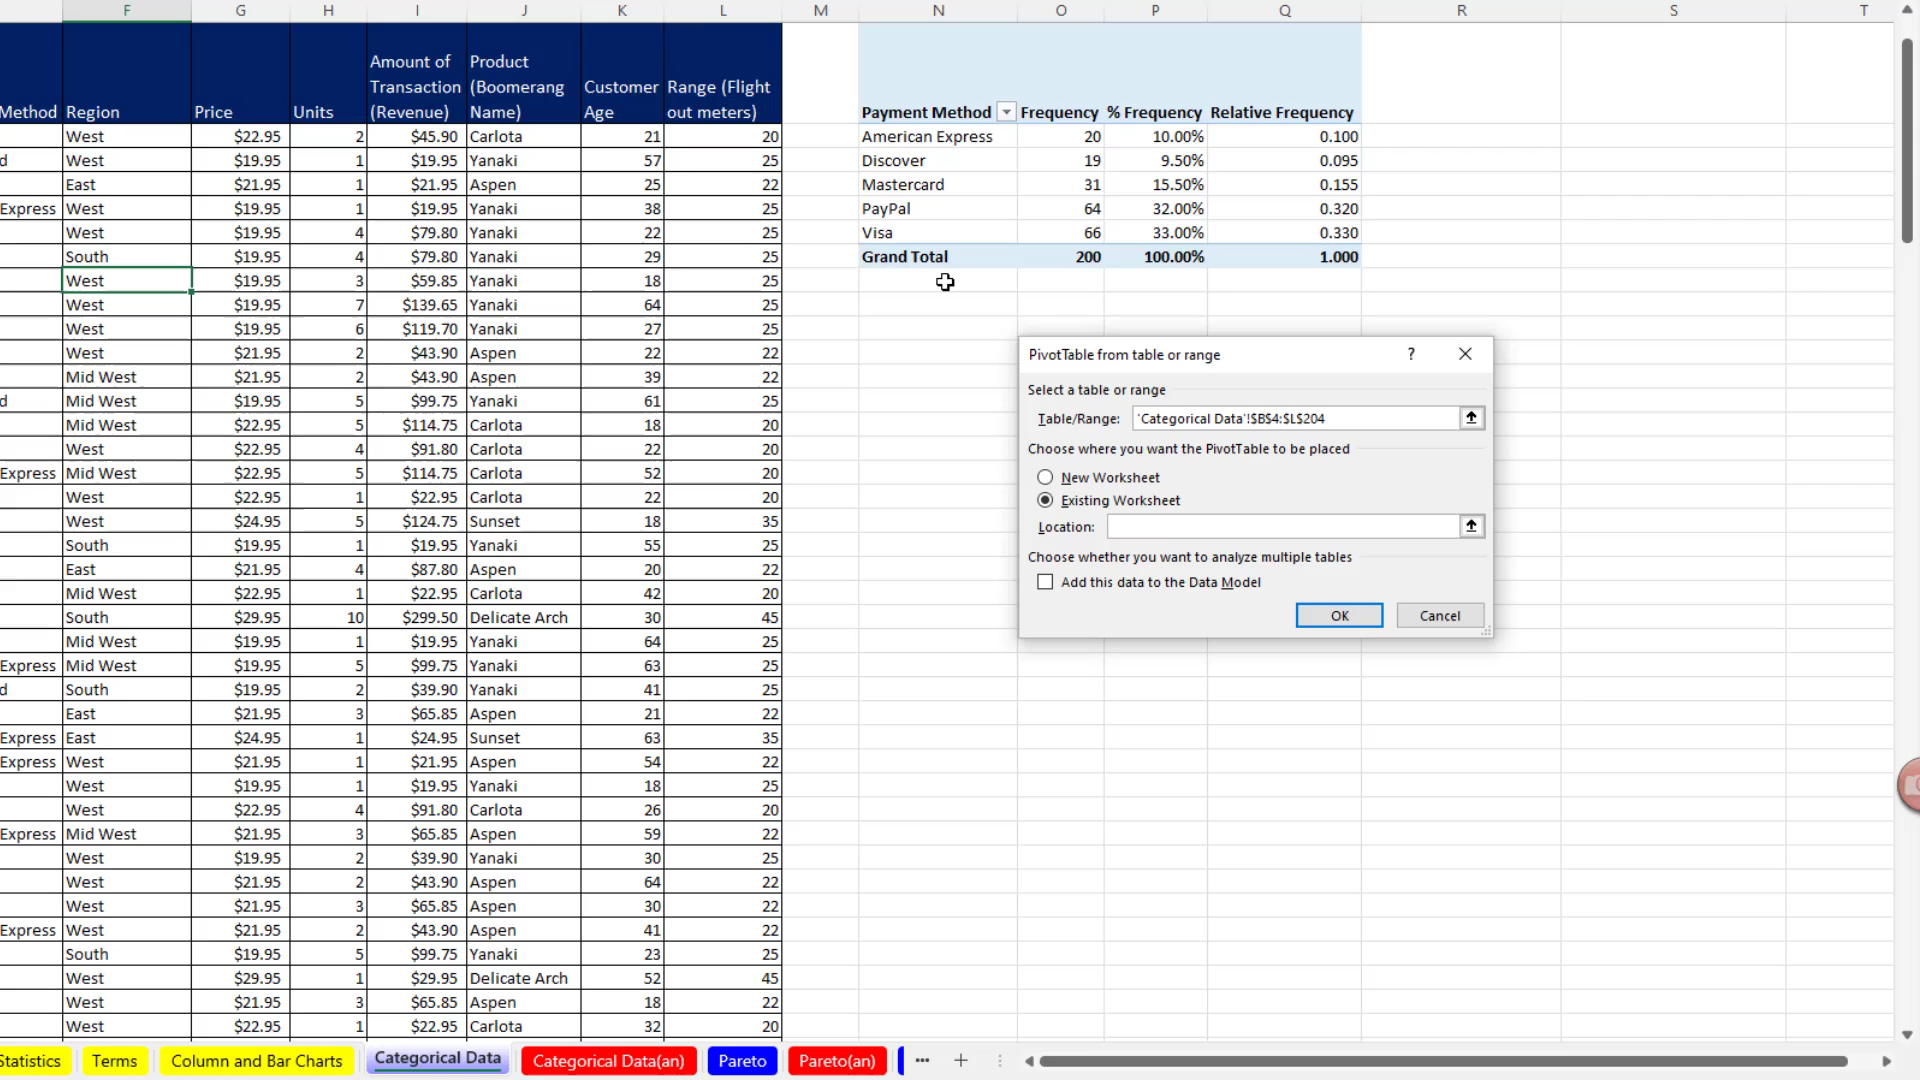 F G H I J K L M N O P Q R S T
Method Region Price Units Amount of Transaction (Revenue) Product (Boomerang Name) Customer Age Range (Flight out meters)
West $22.95 2 $45.90 Carlota 21 20
d West $19.95 1 $19.95 Yanaki 57 25
East $21.95 1 $21.95 Aspen 25 22
Express West $19.95 1 $19.95 Yanaki 38 25
West $19.95 4 $79.80 Yanaki 22 25
South $19.95 4 $79.80 Yanaki 29 25
West $19.95 3 $59.85 Yanaki 18 25
West $19.95 7 $139.65 Yanaki 64 25
West $19.95 6 $119.70 Yanaki 27 25
West $21.95 2 $43.90 Aspen 22 22
Mid West $21.95 2 $43.90 Aspen 39 22
d Mid West $19.95 5 $99.75 Yanaki 61 25
Mid West $22.95 5 $114.75 Carlota 18 20
West $22.95 4 $91.80 Carlota 22 20
Express Mid West $22.95 5 $114.75 Carlota 52 20
West $22.95 1 $22.95 Carlota 22 20
West $24.95 5 $124.75 Sunset 18 35
South $19.95 1 $19.95 Yanaki 55 25
East $21.95 4 $87.80 Aspen 20 22
Mid West $22.95 1 $22.95 Carlota 42 20
South $29.95 10 $299.50 Delicate Arch 30 45
Mid West $19.95 1 $19.95 Yanaki 64 25
Express Mid West $19.95 5 $99.75 Yanaki 63 25
d South $19.95 2 $39.90 Yanaki 41 25
East $21.95 3 $65.85 Aspen 21 22
Express East $24.95 1 $24.95 Sunset 63 35
Express West $21.95 1 $21.95 Aspen 54 22
West $19.95 1 $19.95 Yanaki 18 25
West $22.95 4 $91.80 Carlota 26 20
Express Mid West $21.95 3 $65.85 Aspen 59 22
West $19.95 2 $39.90 Yanaki 30 25
West $21.95 2 $43.90 Aspen 64 22
West $21.95 3 $65.85 Aspen 30 22
Express West $21.95 2 $43.90 Aspen 41 22
South $19.95 5 $99.75 Yanaki 23 25
West $29.95 1 $29.95 Delicate Arch 52 45
West $21.95 3 $65.85 Aspen 18 22
West $22.95 1 $22.95 Carlota 32 20
Payment Method Frequency % Frequency Relative Frequency
American Express 20 10.00% 0.100
Discover 19 9.50% 0.095
Mastercard 31 15.50% 0.155
PayPal 64 32.00% 0.320
Visa 66 33.00% 0.330
Grand Total 200 100.00% 1.000
PivotTable from table or range ?
Select a table or range
Table/Range: 'Categorical Data'!$B$4:$L$204
Choose where you want the PivotTable to be placed
New Worksheet
Existing Worksheet
Location:
Choose whether you want to analyze multiple tables
Add this data to the Data Model
OK Cancel
Statistics Terms Column and Bar Charts Categorical Data Categorical Data(an) Pareto Pareto(an) ... +